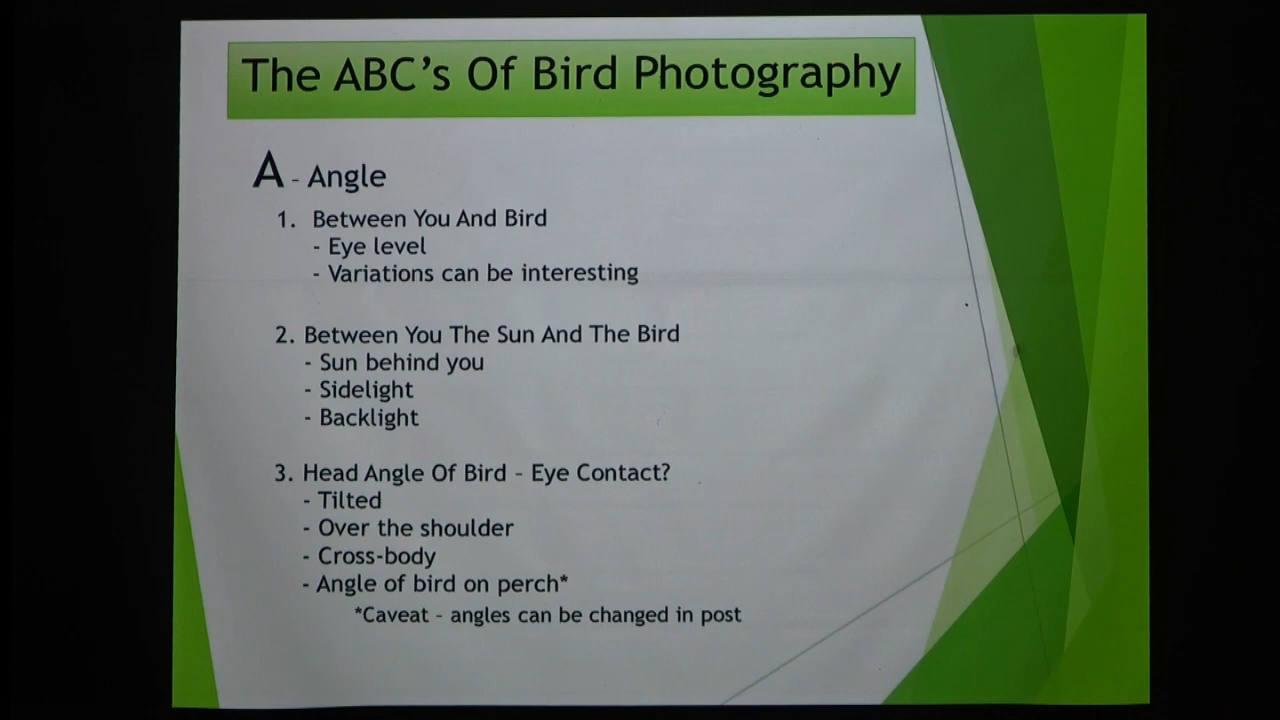 The ABC's Of Bird Photography
A - Angle
1. Between You And Bird
- Eye level
- Variations can be interesting
2. Between You The Sun And The Bird
- Sun behind you
- Sidelight
- Backlight
3. Head Angle Of Bird – Eye Contact?
- Tilted
- Over the shoulder
- Cross-body
- Angle of bird on perch*
*Caveat – angles can be changed in post